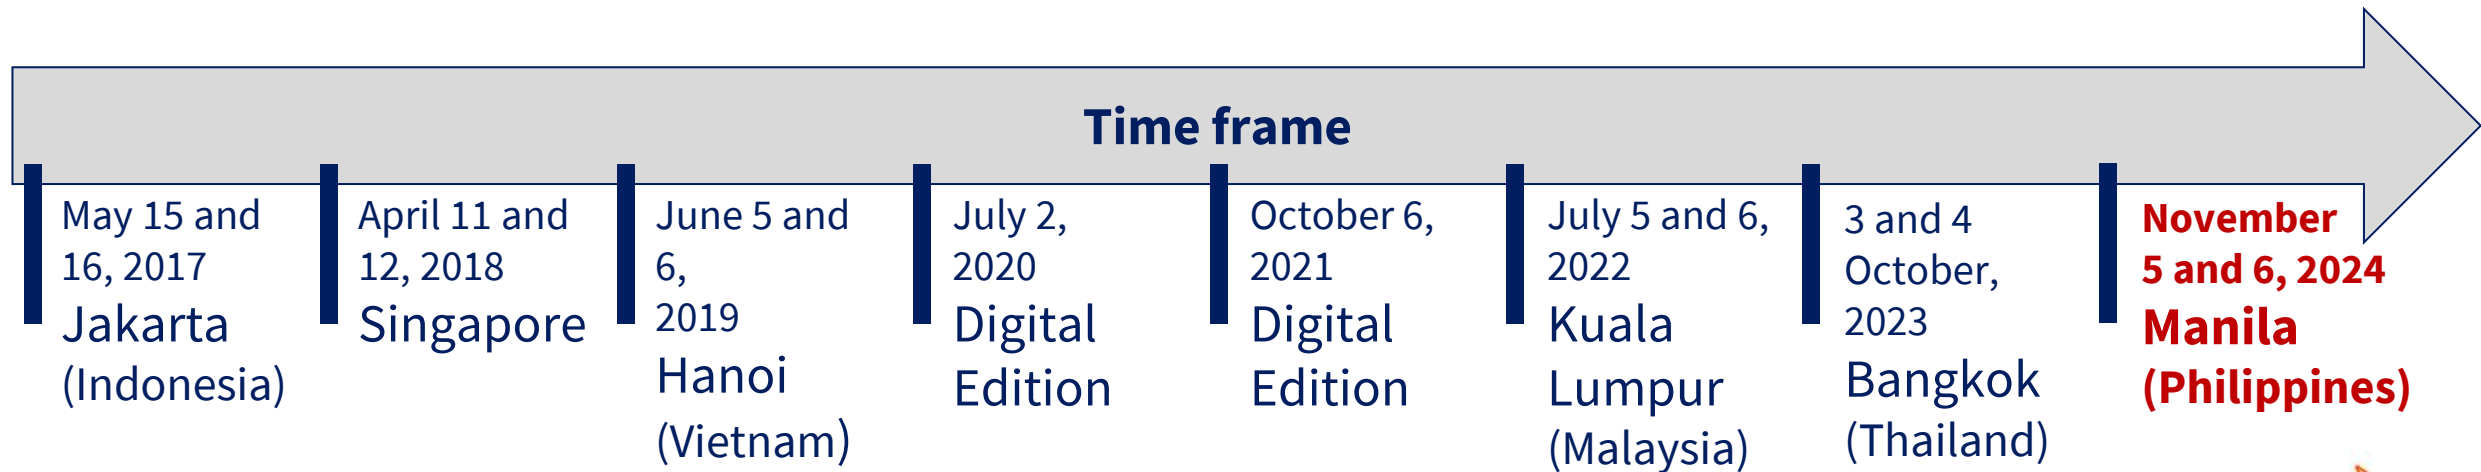 Time frame
May 15 and
16, 2017
Jakarta
(Indonesia)
April 11 and
12, 2018
Singapore
June 5 and
6,
2019
Hanoi
(Vietnam)
July 2,
2020
Digital
Edition
October 6,
2021
Digital
Edition
July 5 and 6,
2022
Kuala
Lumpur
(Malaysia)
3 and 4
October,
2023
Bangkok
(Thailand)
November
5 and 6, 2024
Manila
(Philippines)